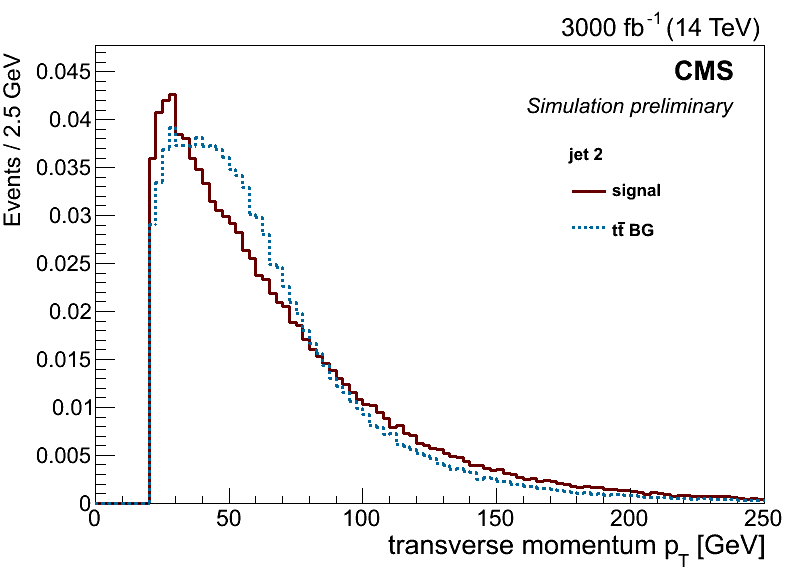 3000 fb⁻¹ (14 TeV)
CMS
Simulation preliminary
jet 2
signal
tt̄ BG
Events / 2.5 GeV
0.045
0.04
0.035
0.03
0.025
0.02
0.015
0.01
0.005
0
0 50 100 150 200 250
transverse momentum p_T [GeV]